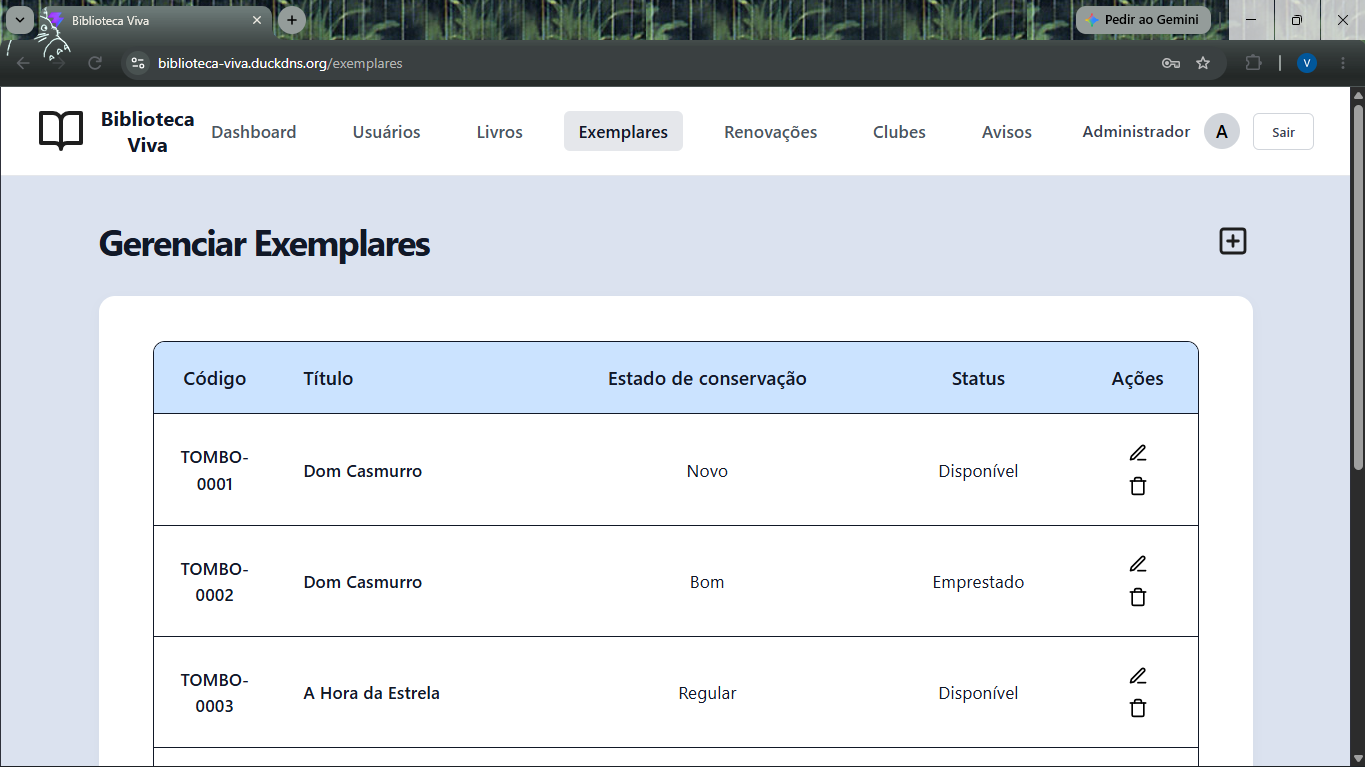 Biblioteca Viva
Pedir ao Gemini
biblioteca-viva.duckdns.org/exemplares
V
Biblioteca
Viva
Dashboard
Usuários
Livros
Exemplares
Renovações
Clubes
Avisos
Administrador
A
Sair
Gerenciar Exemplares
Código Título Estado de conservação Status Ações
TOMBO-
0001
Dom Casmurro Novo Disponível
TOMBO-
0002
Dom Casmurro Bom Emprestado
TOMBO-
0003
A Hora da Estrela Regular Disponível